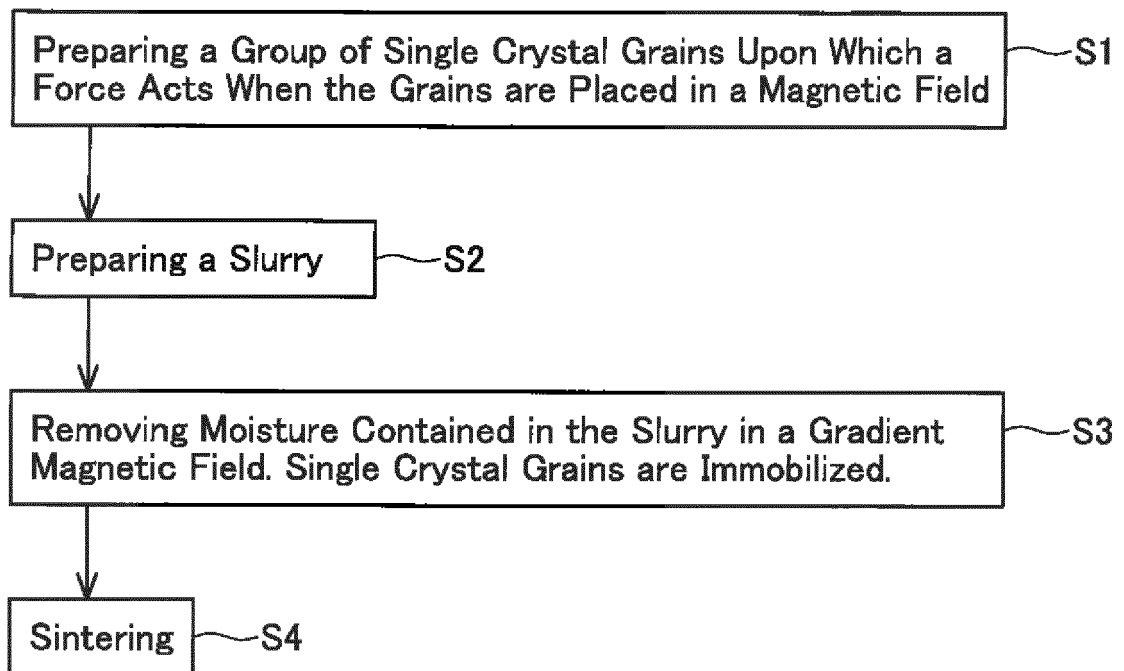 Preparing a Group of Single Crystal Grains Upon Which a
Force Acts When the Grains are Placed in a Magnetic Field
S1
Preparing a Slurry
S2
Removing Moisture Contained in the Slurry in a Gradient
Magnetic Field. Single Crystal Grains are Immobilized.
S3
Sintering
S4